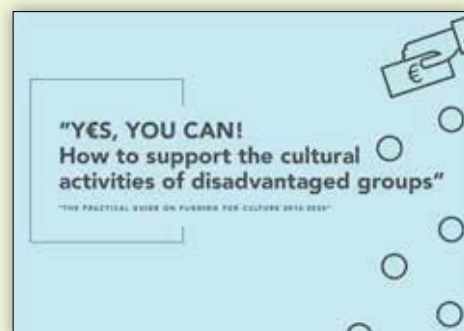 "Y€S, YOU CAN!
How to support the cultural
activities of disadvantaged groups"
"THE PRACTICAL GUIDE ON FUNDING FOR CULTURE 2014-2020"
€